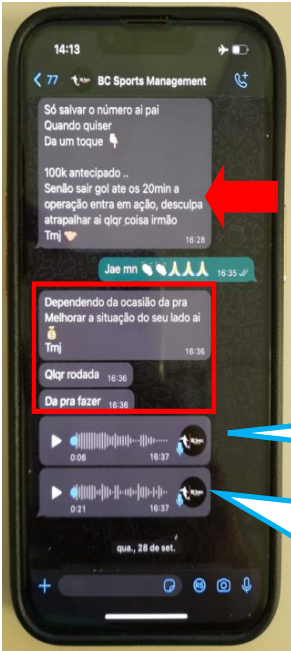 14:13
77
BC Sports Management
Só salvar o número ai pai
Quando quiser
Da um toque 👇🏻
100k antecipado ..
Senão sair gol ate os 20min a
operação entra em ação, desculpa
atrapalhar ai qlqr coisa irmão
Tmj 🤝 16:28
Jae mn 👏🏻👏🏻🙏🙏🙏 16:35
Dependendo da ocasião da pra
Melhorar a situação do seu lado ai
💰
Tmj 16:36
Qlqr rodada 16:36
Da pra fazer 16:36
0:06 16:37
0:21 16:37
qua., 28 de set.
R$